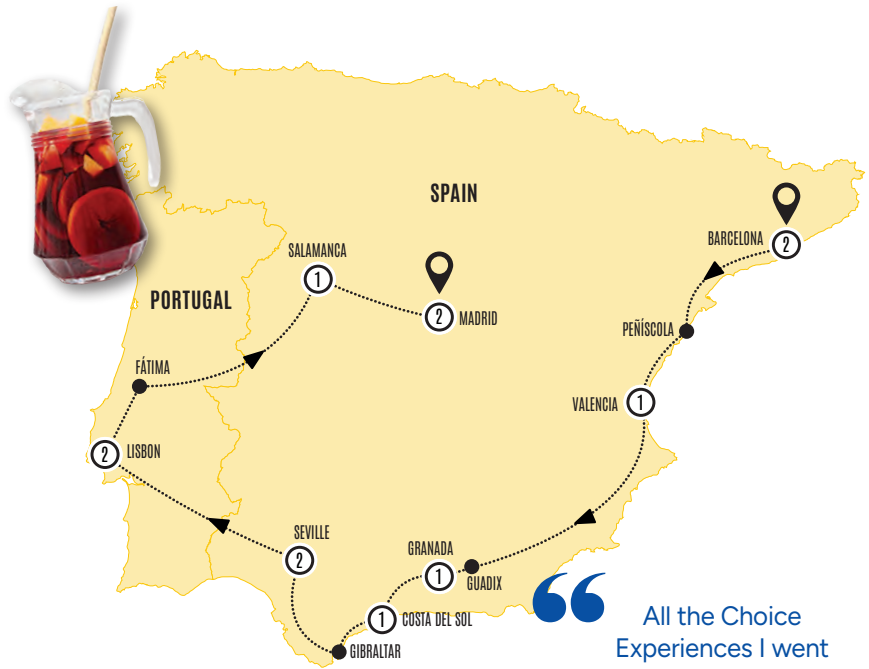 SPAIN
BARCELONA
2
SALAMANCA
1
PORTUGAL
2 MADRID
PEÑÍSCOLA
FÁTIMA
VALENCIA 1
2 LISBON
SEVILLE
2
GRANADA
1
GUADIX
1 COSTA DEL SOL
GIBRALTAR
“
All the Choice
Experiences I went